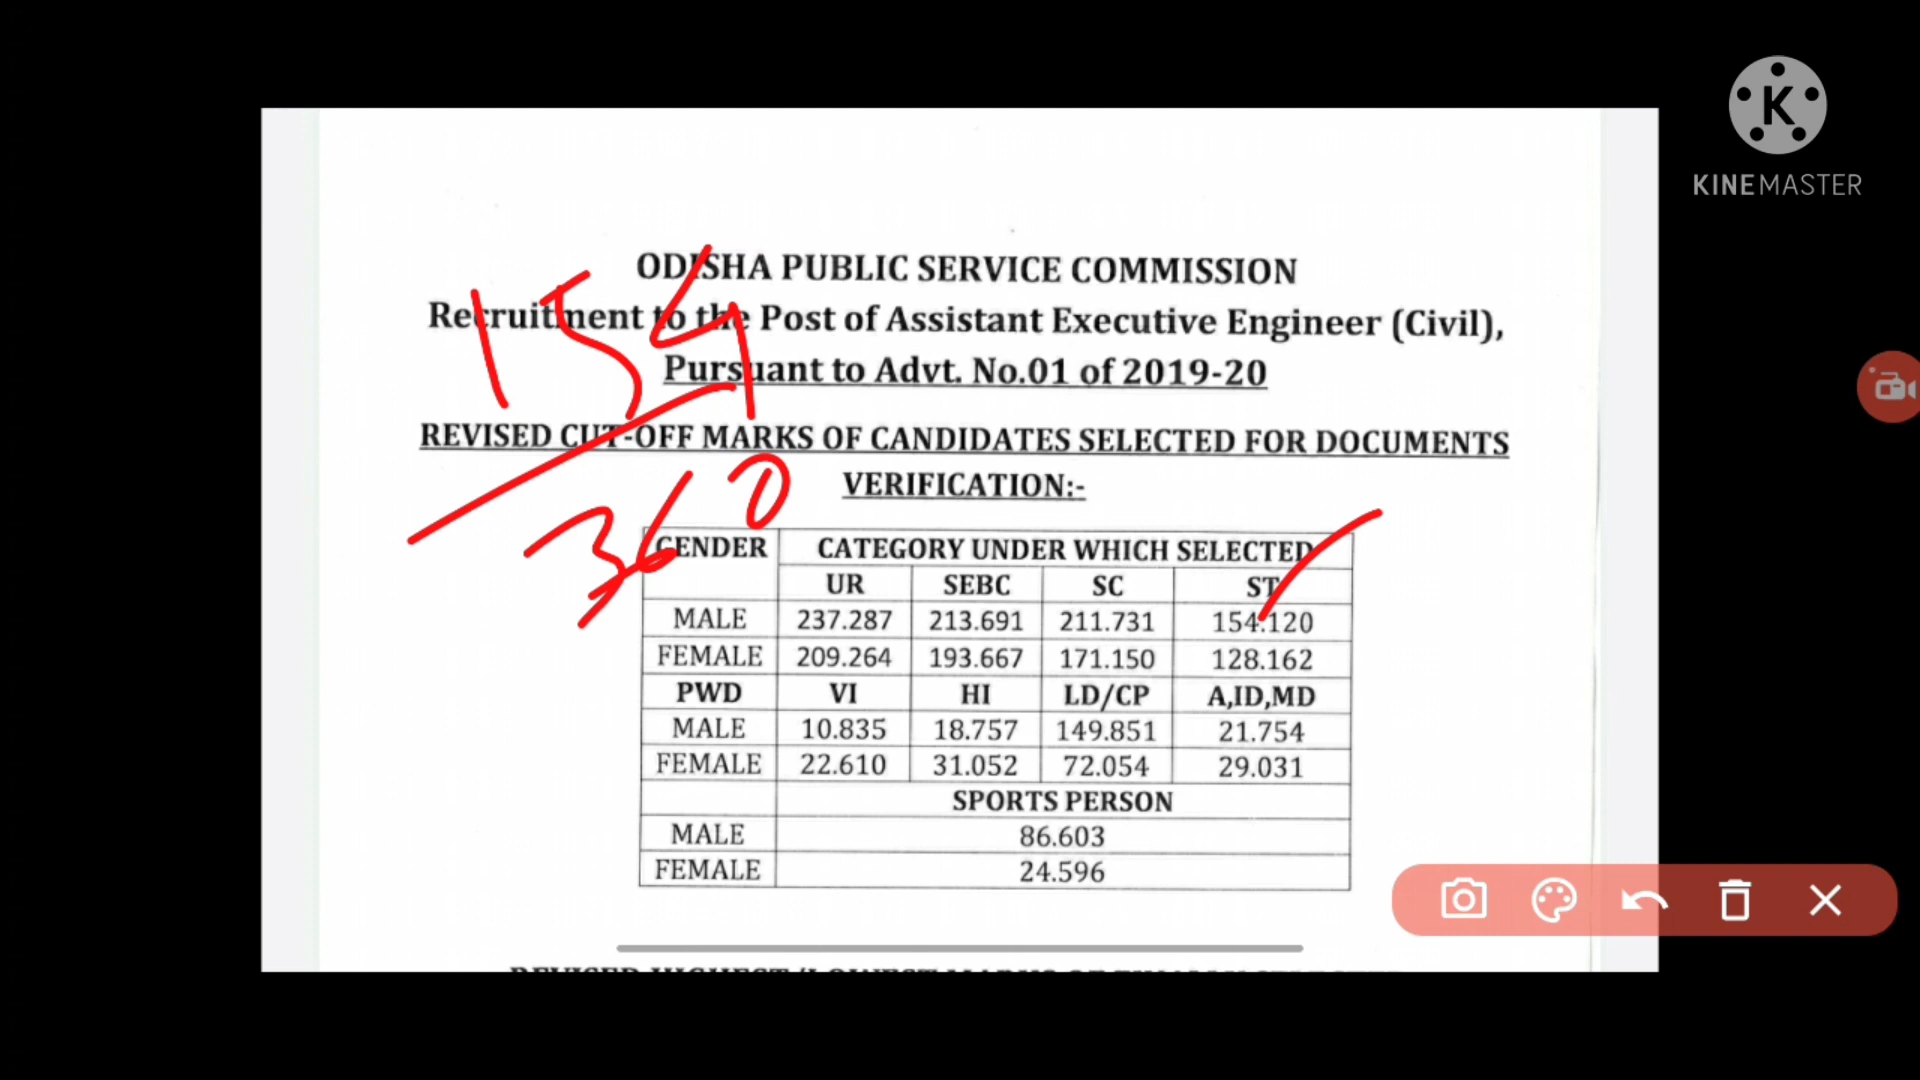 K
KINEMASTER
ODISHA PUBLIC SERVICE COMMISSION
Recruitment to the Post of Assistant Executive Engineer (Civil),
Pursuant to Advt. No.01 of 2019-20
REVISED CUT-OFF MARKS OF CANDIDATES SELECTED FOR DOCUMENTS
VERIFICATION:-
154
360
GENDER CATEGORY UNDER WHICH SELECTED
UR SEBC SC ST
MALE 237.287 213.691 211.731 154.120
FEMALE 209.264 193.667 171.150 128.162
PWD VI HI LD/CP A,ID,MD
MALE 10.835 18.757 149.851 21.754
FEMALE 22.610 31.052 72.054 29.031
SPORTS PERSON
MALE 86.603
FEMALE 24.596